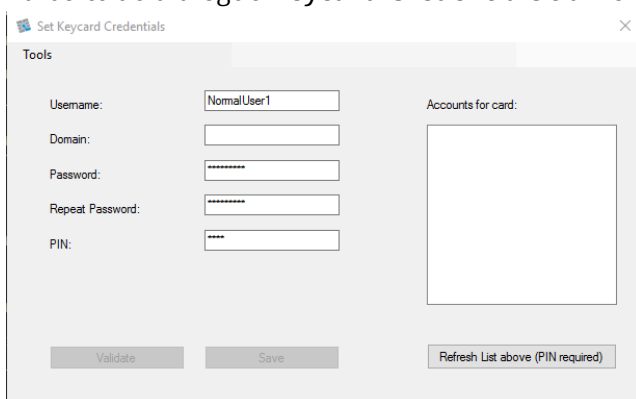 Set Keycard Credentials
Tools
Username: NormalUser1
Accounts for card:
Domain:
Password: *********
Repeat Password: *********
PIN: ****
Validate
Save
Refresh List above (PIN required)